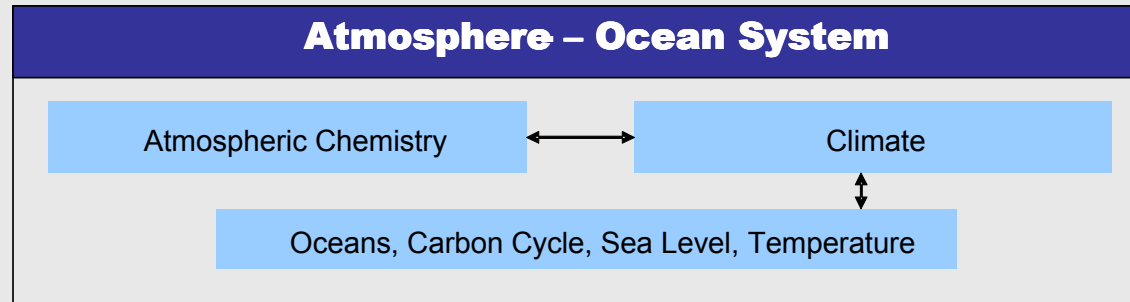 Atmosphere – Ocean System
Atmospheric Chemistry
Climate
Oceans, Carbon Cycle, Sea Level, Temperature